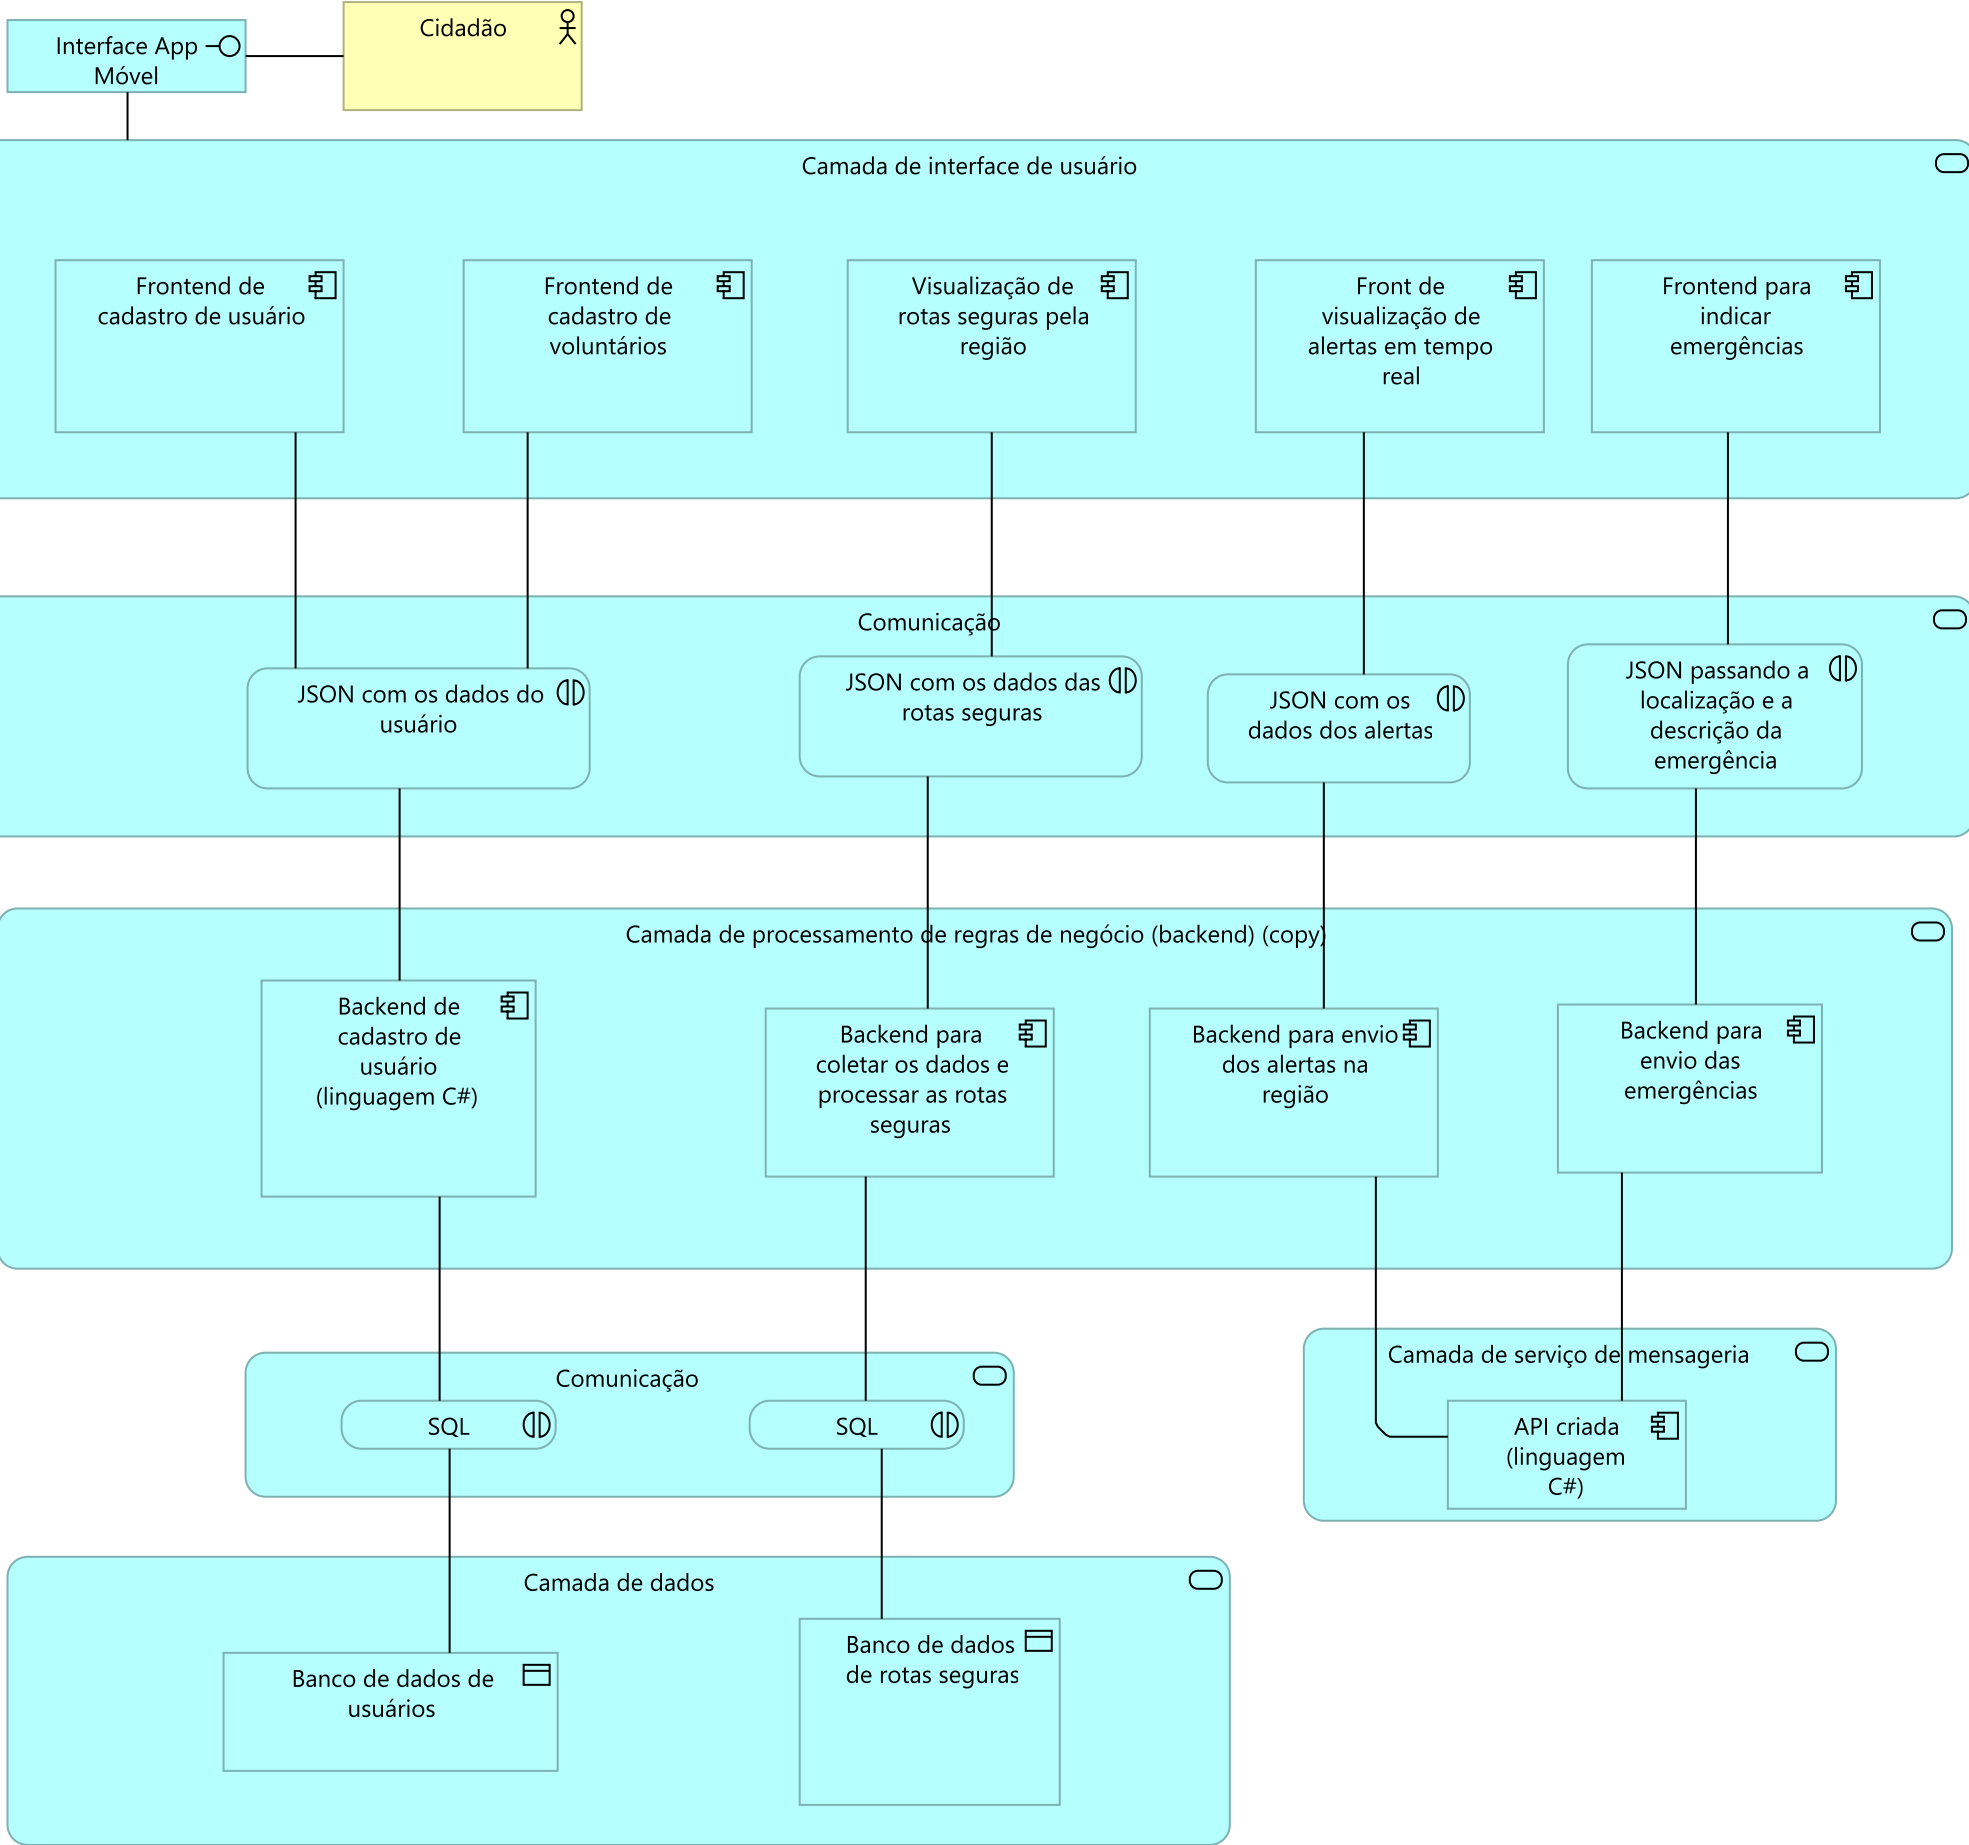 Interface App
Móvel
Cidadão
Camada de interface de usuário
Frontend de
cadastro de usuário
Frontend de
cadastro de
voluntários
Visualização de
rotas seguras pela
região
Front de
visualização de
alertas em tempo
real
Frontend para
indicar
emergências
Comunicação
JSON com os dados do
usuário
JSON com os dados das
rotas seguras
JSON com os
dados dos alertas
JSON passando a
localização e a
descrição da
emergência
Camada de processamento de regras de negócio (backend) (copy)
Backend de
cadastro de
usuário
(linguagem C#)
Backend para
coletar os dados e
processar as rotas
seguras
Backend para envio
dos alertas na
região
Backend para
envio das
emergências
Comunicação
SQL
SQL
Camada de serviço de mensageria
API criada
(linguagem
C#)
Camada de dados
Banco de dados de
usuários
Banco de dados
de rotas seguras